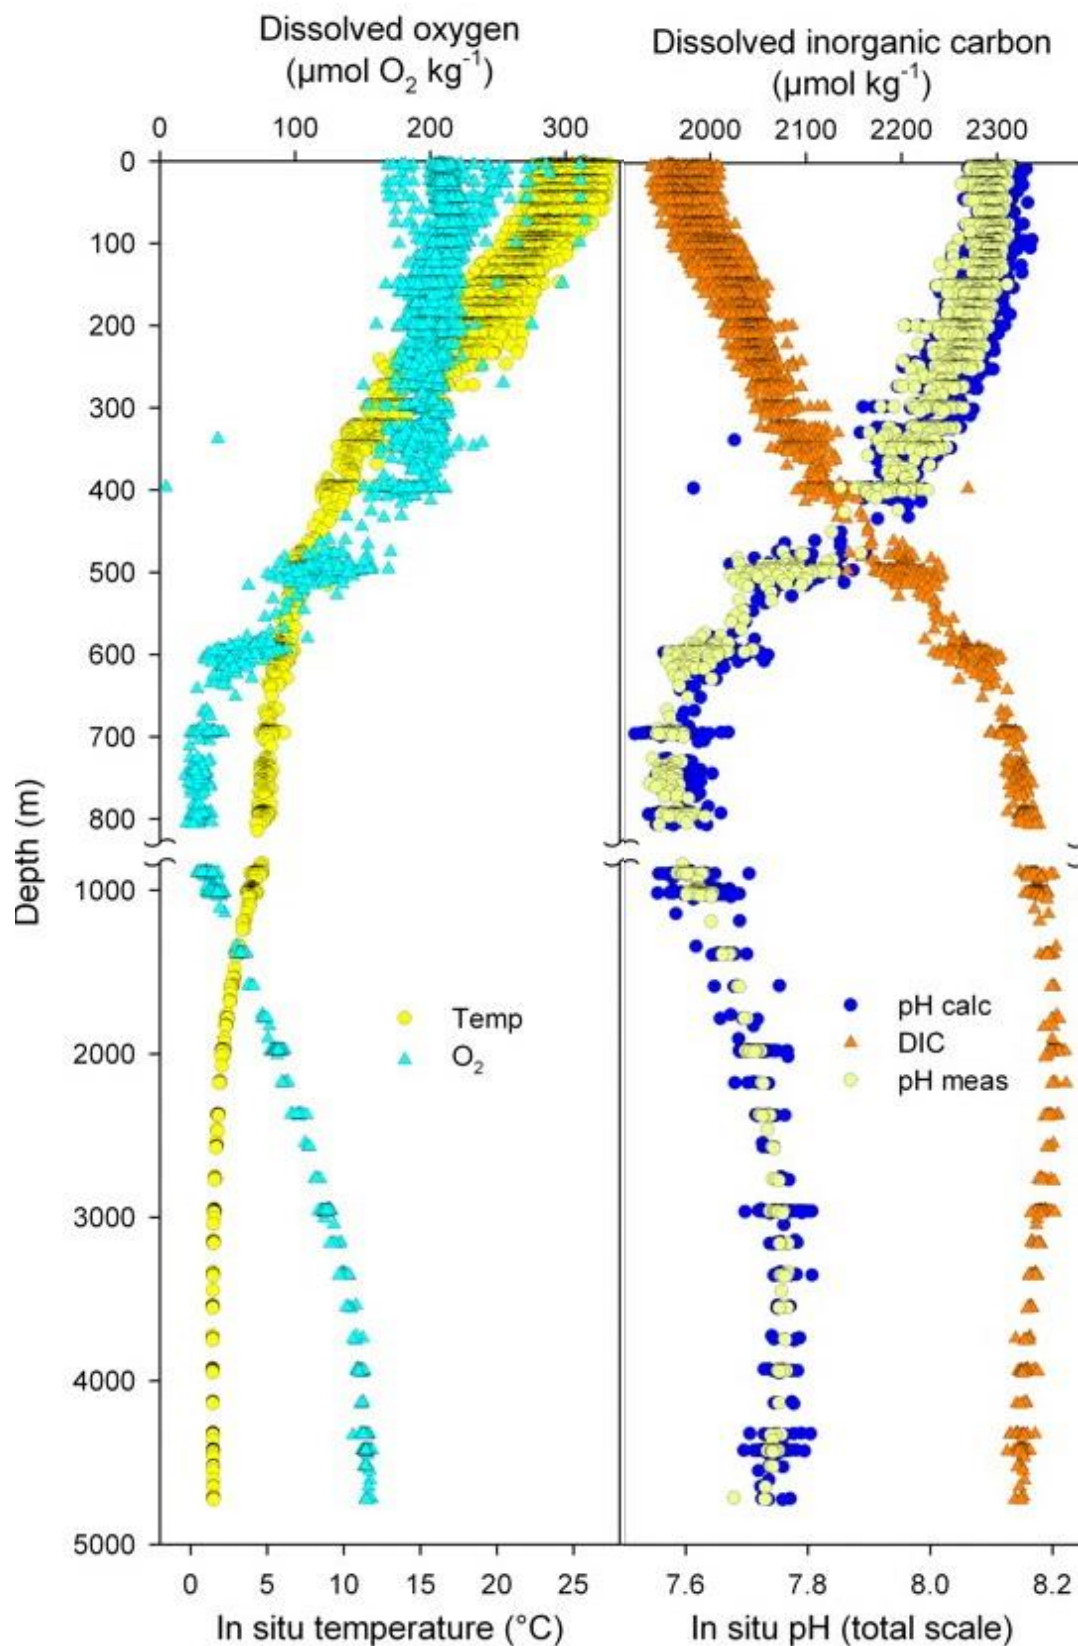 Dissolved oxygen
(µmol O₂ kg⁻¹)
Dissolved inorganic carbon
(µmol kg⁻¹)
0 100 200 300
2000 2100 2200 2300
0
100
200
300
400
500
600
700
800
1000
2000
3000
4000
5000
Depth (m)
Temp
O₂
pH calc
DIC
pH meas
0 5 10 15 20 25
7.6 7.8 8.0 8.2
In situ temperature (°C)
In situ pH (total scale)